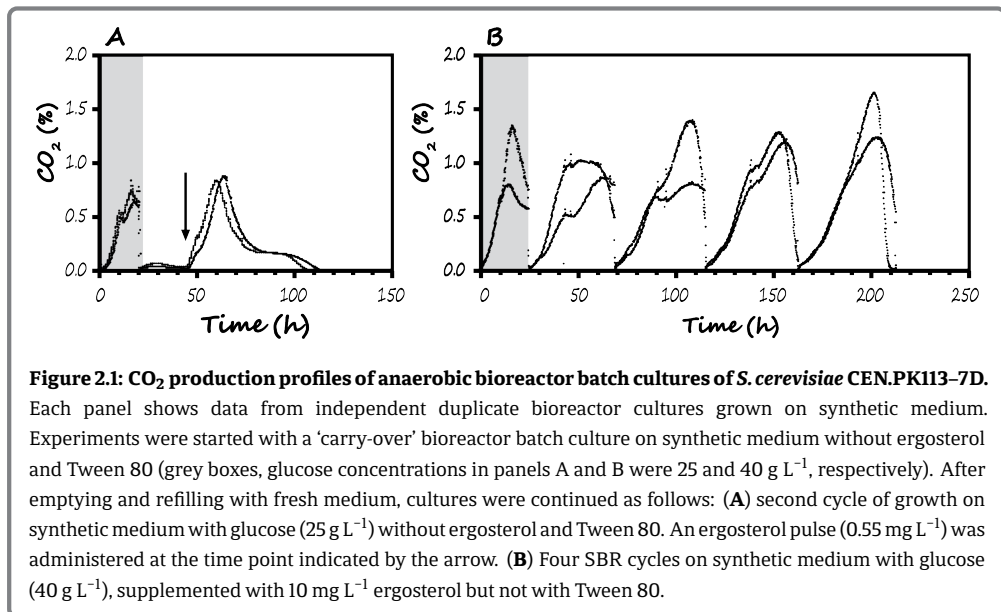 A
B
2.0
1.5
1.0
0.5
0.0
CO₂ (%)
0
50
100
150
Time (h)
2.0
1.5
1.0
0.5
0.0
CO₂ (%)
0
50
100
150
200
250
Time (h)
Figure 2.1: CO₂ production profiles of anaerobic bioreactor batch cultures of S. cerevisiae CEN.PK113–7D.
Each panel shows data from independent duplicate bioreactor cultures grown on synthetic medium.
Experiments were started with a ‘carry-over’ bioreactor batch culture on synthetic medium without ergosterol
and Tween 80 (grey boxes, glucose concentrations in panels A and B were 25 and 40 g L⁻¹, respectively). After
emptying and refilling with fresh medium, cultures were continued as follows: (A) second cycle of growth on
synthetic medium with glucose (25 g L⁻¹) without ergosterol and Tween 80. An ergosterol pulse (0.55 mg L⁻¹) was
administered at the time point indicated by the arrow. (B) Four SBR cycles on synthetic medium with glucose
(40 g L⁻¹), supplemented with 10 mg L⁻¹ ergosterol but not with Tween 80.